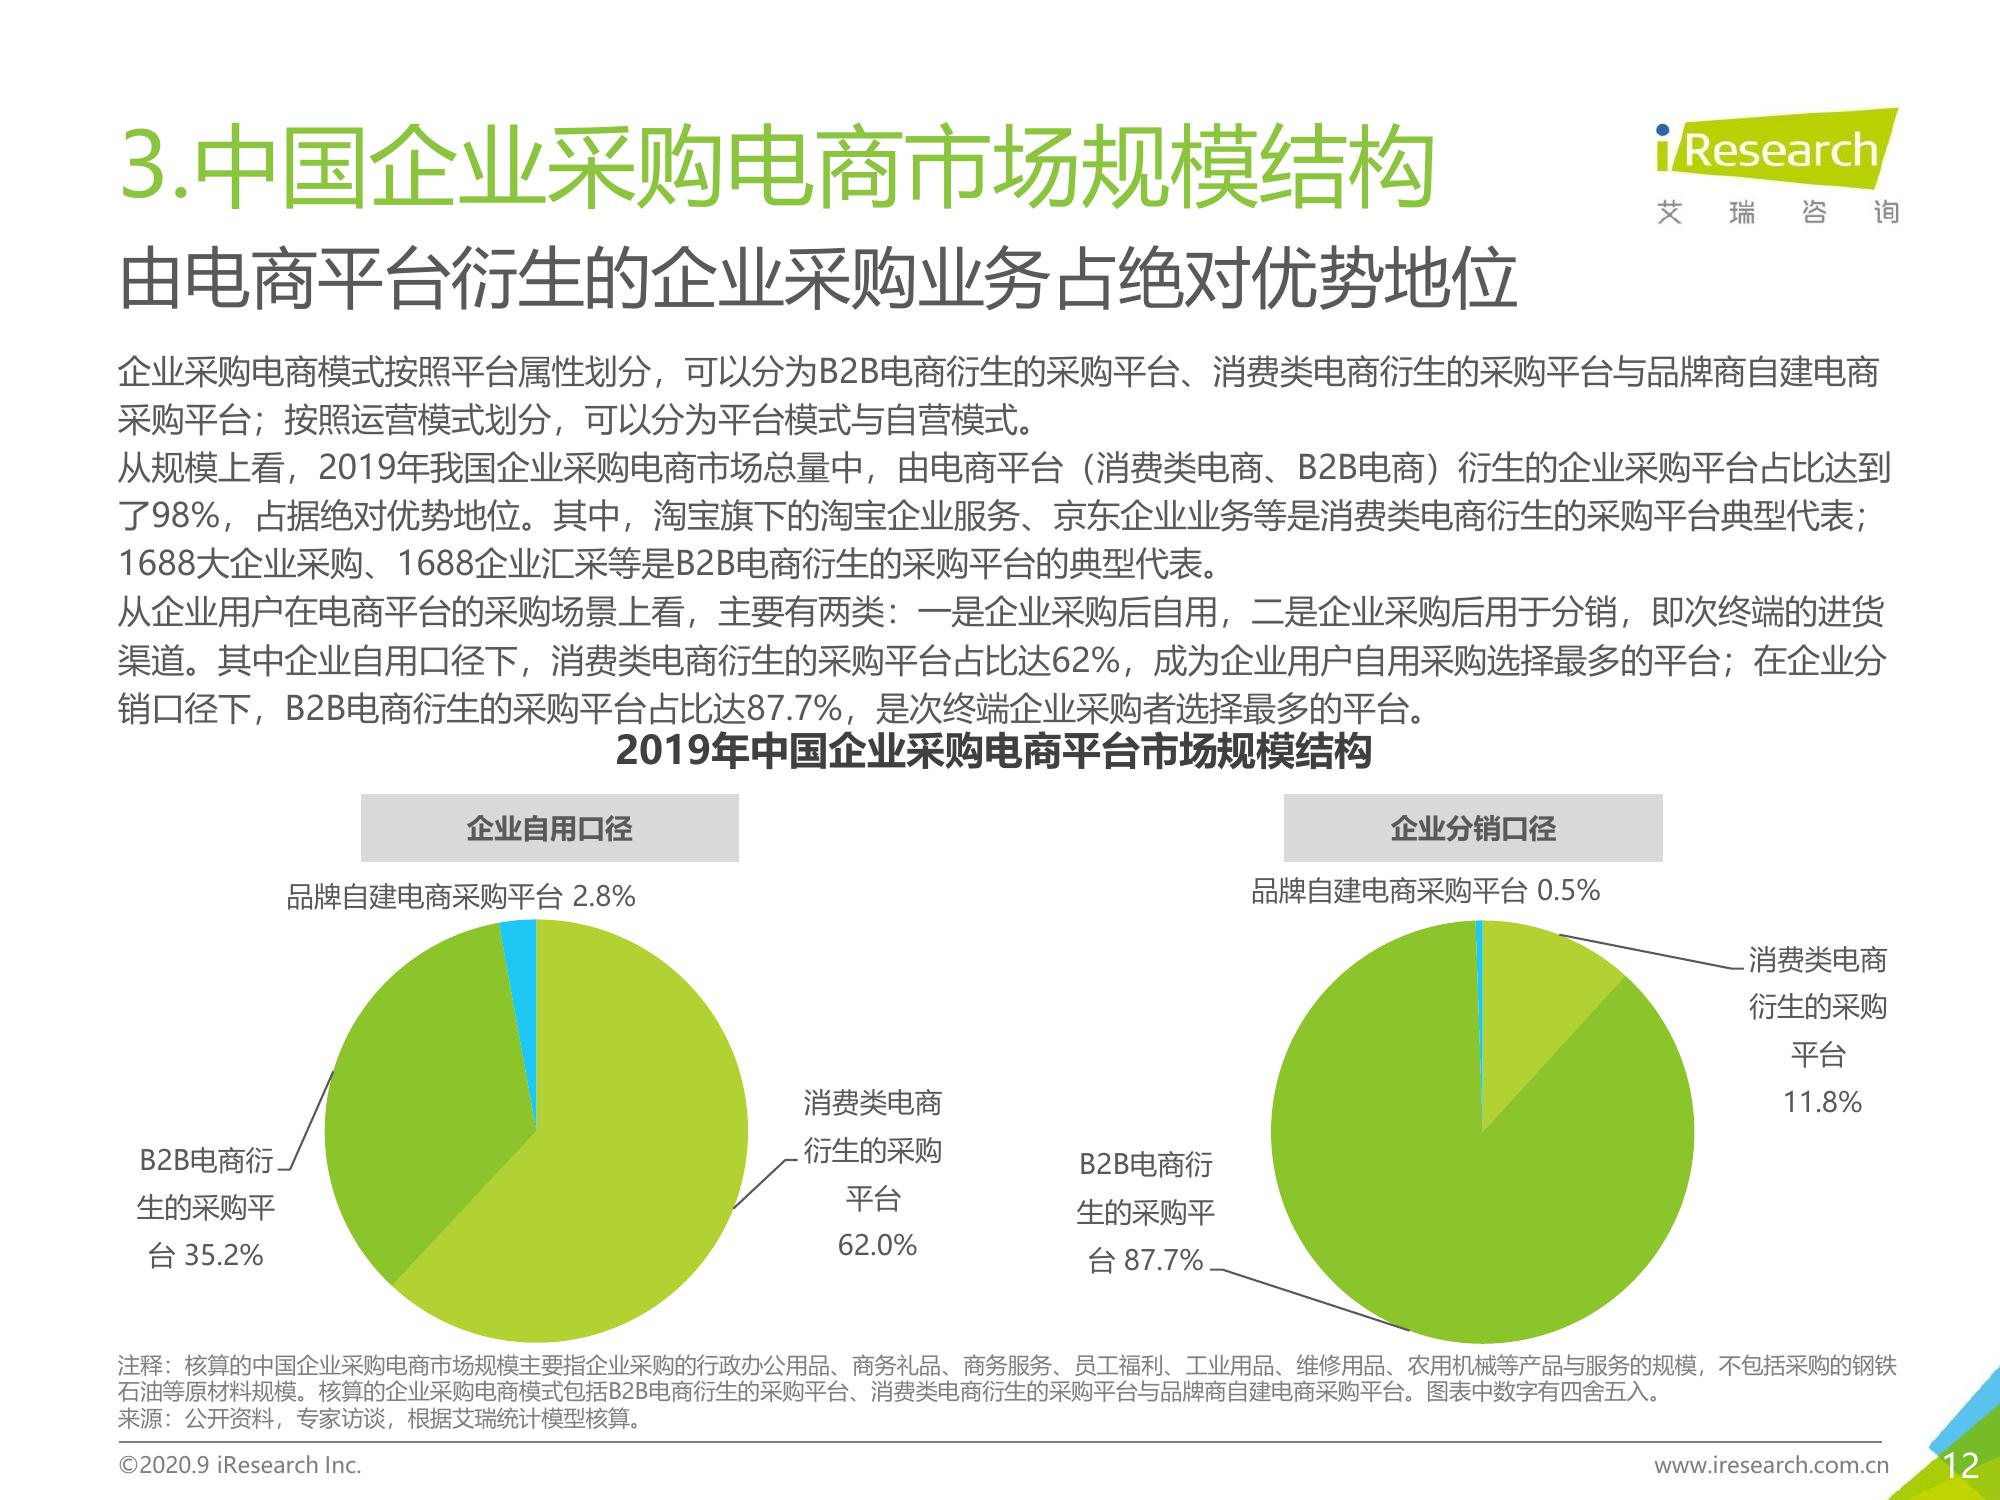 3.中国企业采购电商市场规模结构
iResearch
艾瑞咨询
由电商平台衍生的企业采购业务占绝对优势地位
企业采购电商模式按照平台属性划分，可以分为B2B电商衍生的采购平台、消费类电商衍生的采购平台与品牌商自建电商
采购平台；按照运营模式划分，可以分为平台模式与自营模式。
从规模上看，2019年我国企业采购电商市场总量中，由电商平台（消费类电商、B2B电商）衍生的企业采购平台占比达到
了98%，占据绝对优势地位。其中，淘宝旗下的淘宝企业服务、京东企业业务等是消费类电商衍生的采购平台典型代表；
1688大企业采购、1688企业汇采等是B2B电商衍生的采购平台的典型代表。
从企业用户在电商平台的采购场景上看，主要有两类：一是企业采购后自用，二是企业采购后用于分销，即次终端的进货
渠道。其中企业自用口径下，消费类电商衍生的采购平台占比达62%，成为企业用户自用采购选择最多的平台；在企业分
销口径下，B2B电商衍生的采购平台占比达87.7%，是次终端企业采购者选择最多的平台。
2019年中国企业采购电商平台市场规模结构
企业自用口径
品牌自建电商采购平台 2.8%
B2B电商衍
生的采购平
台 35.2%
消费类电商
衍生的采购
平台
62.0%
企业分销口径
品牌自建电商采购平台 0.5%
消费类电商
衍生的采购
平台
11.8%
B2B电商衍
生的采购平
台 87.7%
注释：核算的中国企业采购电商市场规模主要指企业采购的行政办公用品、商务礼品、商务服务、员工福利、工业用品、维修用品、农用机械等产品与服务的规模，不包括采购的钢铁
石油等原材料规模。核算的企业采购电商模式包括B2B电商衍生的采购平台、消费类电商衍生的采购平台与品牌商自建电商采购平台。图表中数字有四舍五入。
来源：公开资料，专家访谈，根据艾瑞统计模型核算。
©2020.9 iResearch Inc.
www.iresearch.com.cn
12